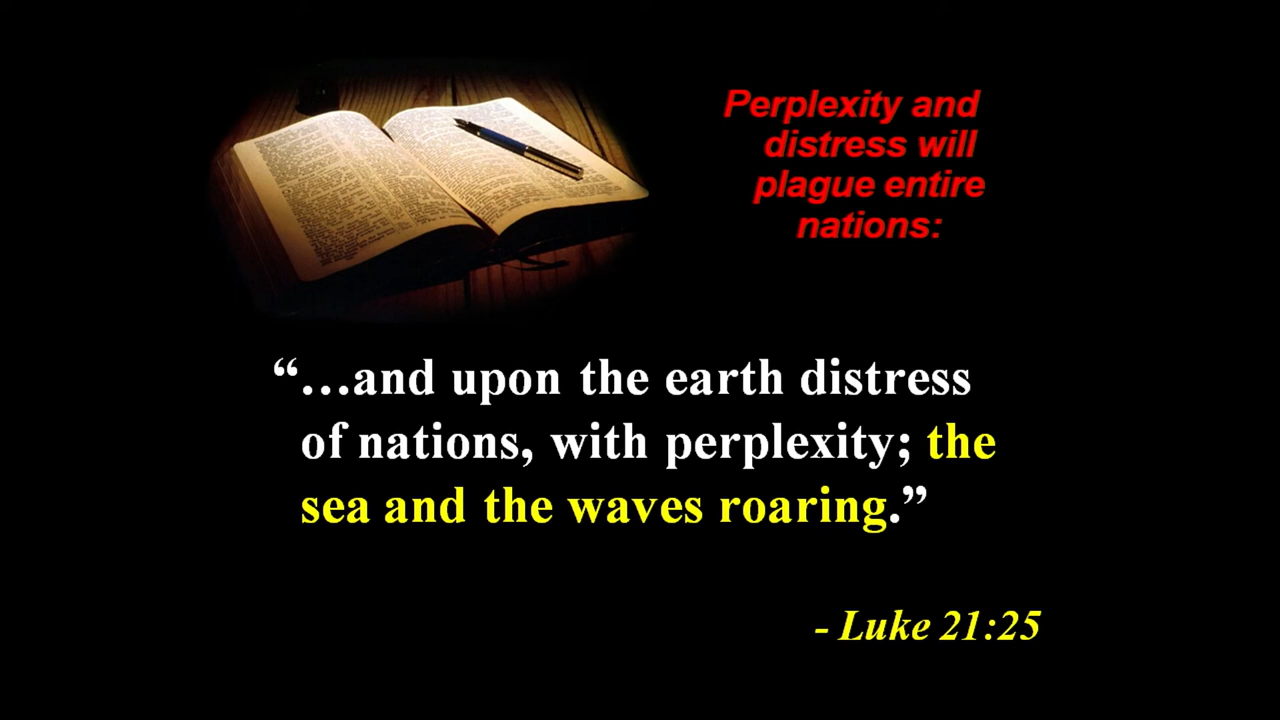 Perplexity and
distress will
plague entire
nations:
“…and upon the earth distress
of nations, with perplexity; the
sea and the waves roaring.”
- Luke 21:25